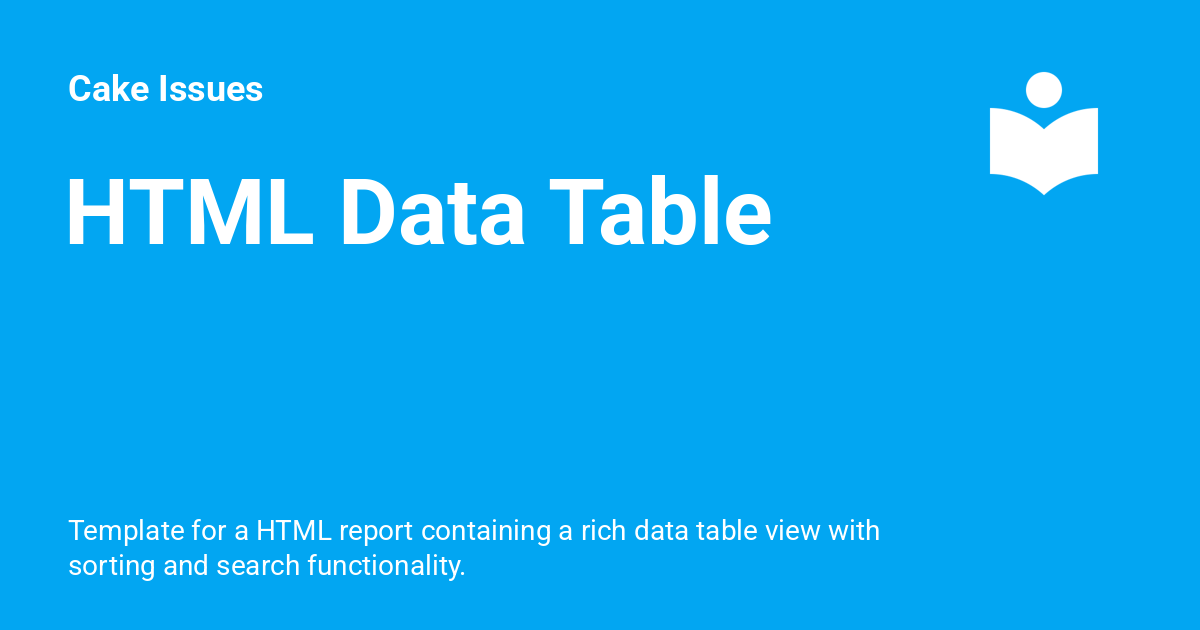 Cake Issues
HTML Data Table
Template for a HTML report containing a rich data table view with
sorting and search functionality.